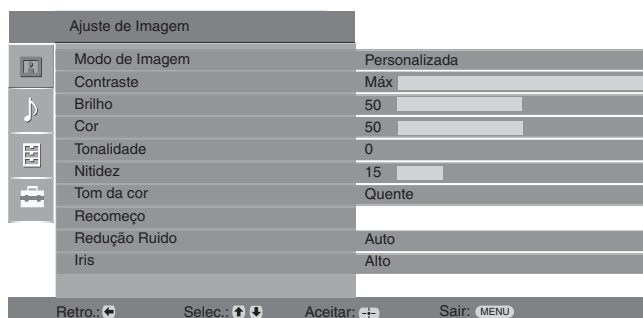 Ajuste de Imagem
Modo de Imagem Personalizada
Contraste Máx
Brilho 50
Cor 50
Tonalidade 0
Nitidez 15
Tom da cor Quente
Recomeço
Redução Ruido Auto
Iris Alto
Retro.: Selec.: Aceitar: Sair: MENU